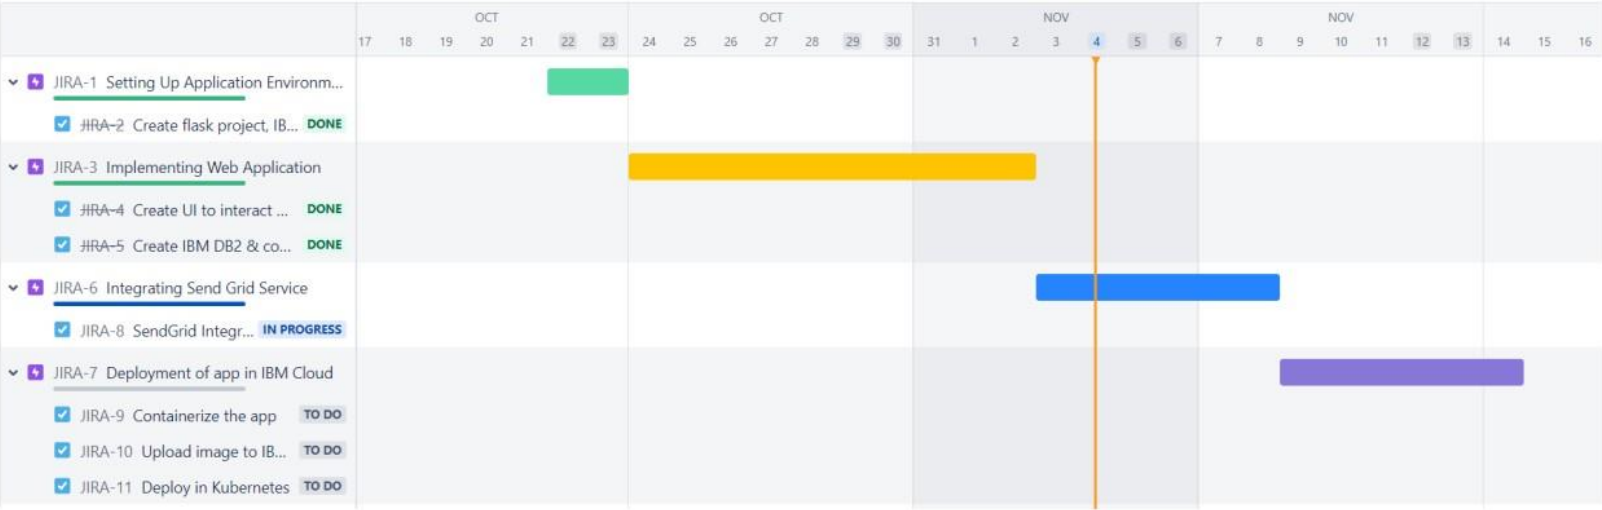 OCT OCT NOV NOV
17 18 19 20 21 22 23 24 25 26 27 28 29 30 31 1 2 3 4 5 6 7 8 9 10 11 12 13 14 15 16
JIRA-1 Setting Up Application Environm...
JIRA-2 Create flask project, IB... DONE
JIRA-3 Implementing Web Application
JIRA-4 Create UI to interact ... DONE
JIRA-5 Create IBM DB2 & co... DONE
JIRA-6 Integrating Send Grid Service
JIRA-8 SendGrid Integr... IN PROGRESS
JIRA-7 Deployment of app in IBM Cloud
JIRA-9 Containerize the app TO DO
JIRA-10 Upload image to IB... TO DO
JIRA-11 Deploy in Kubernetes TO DO